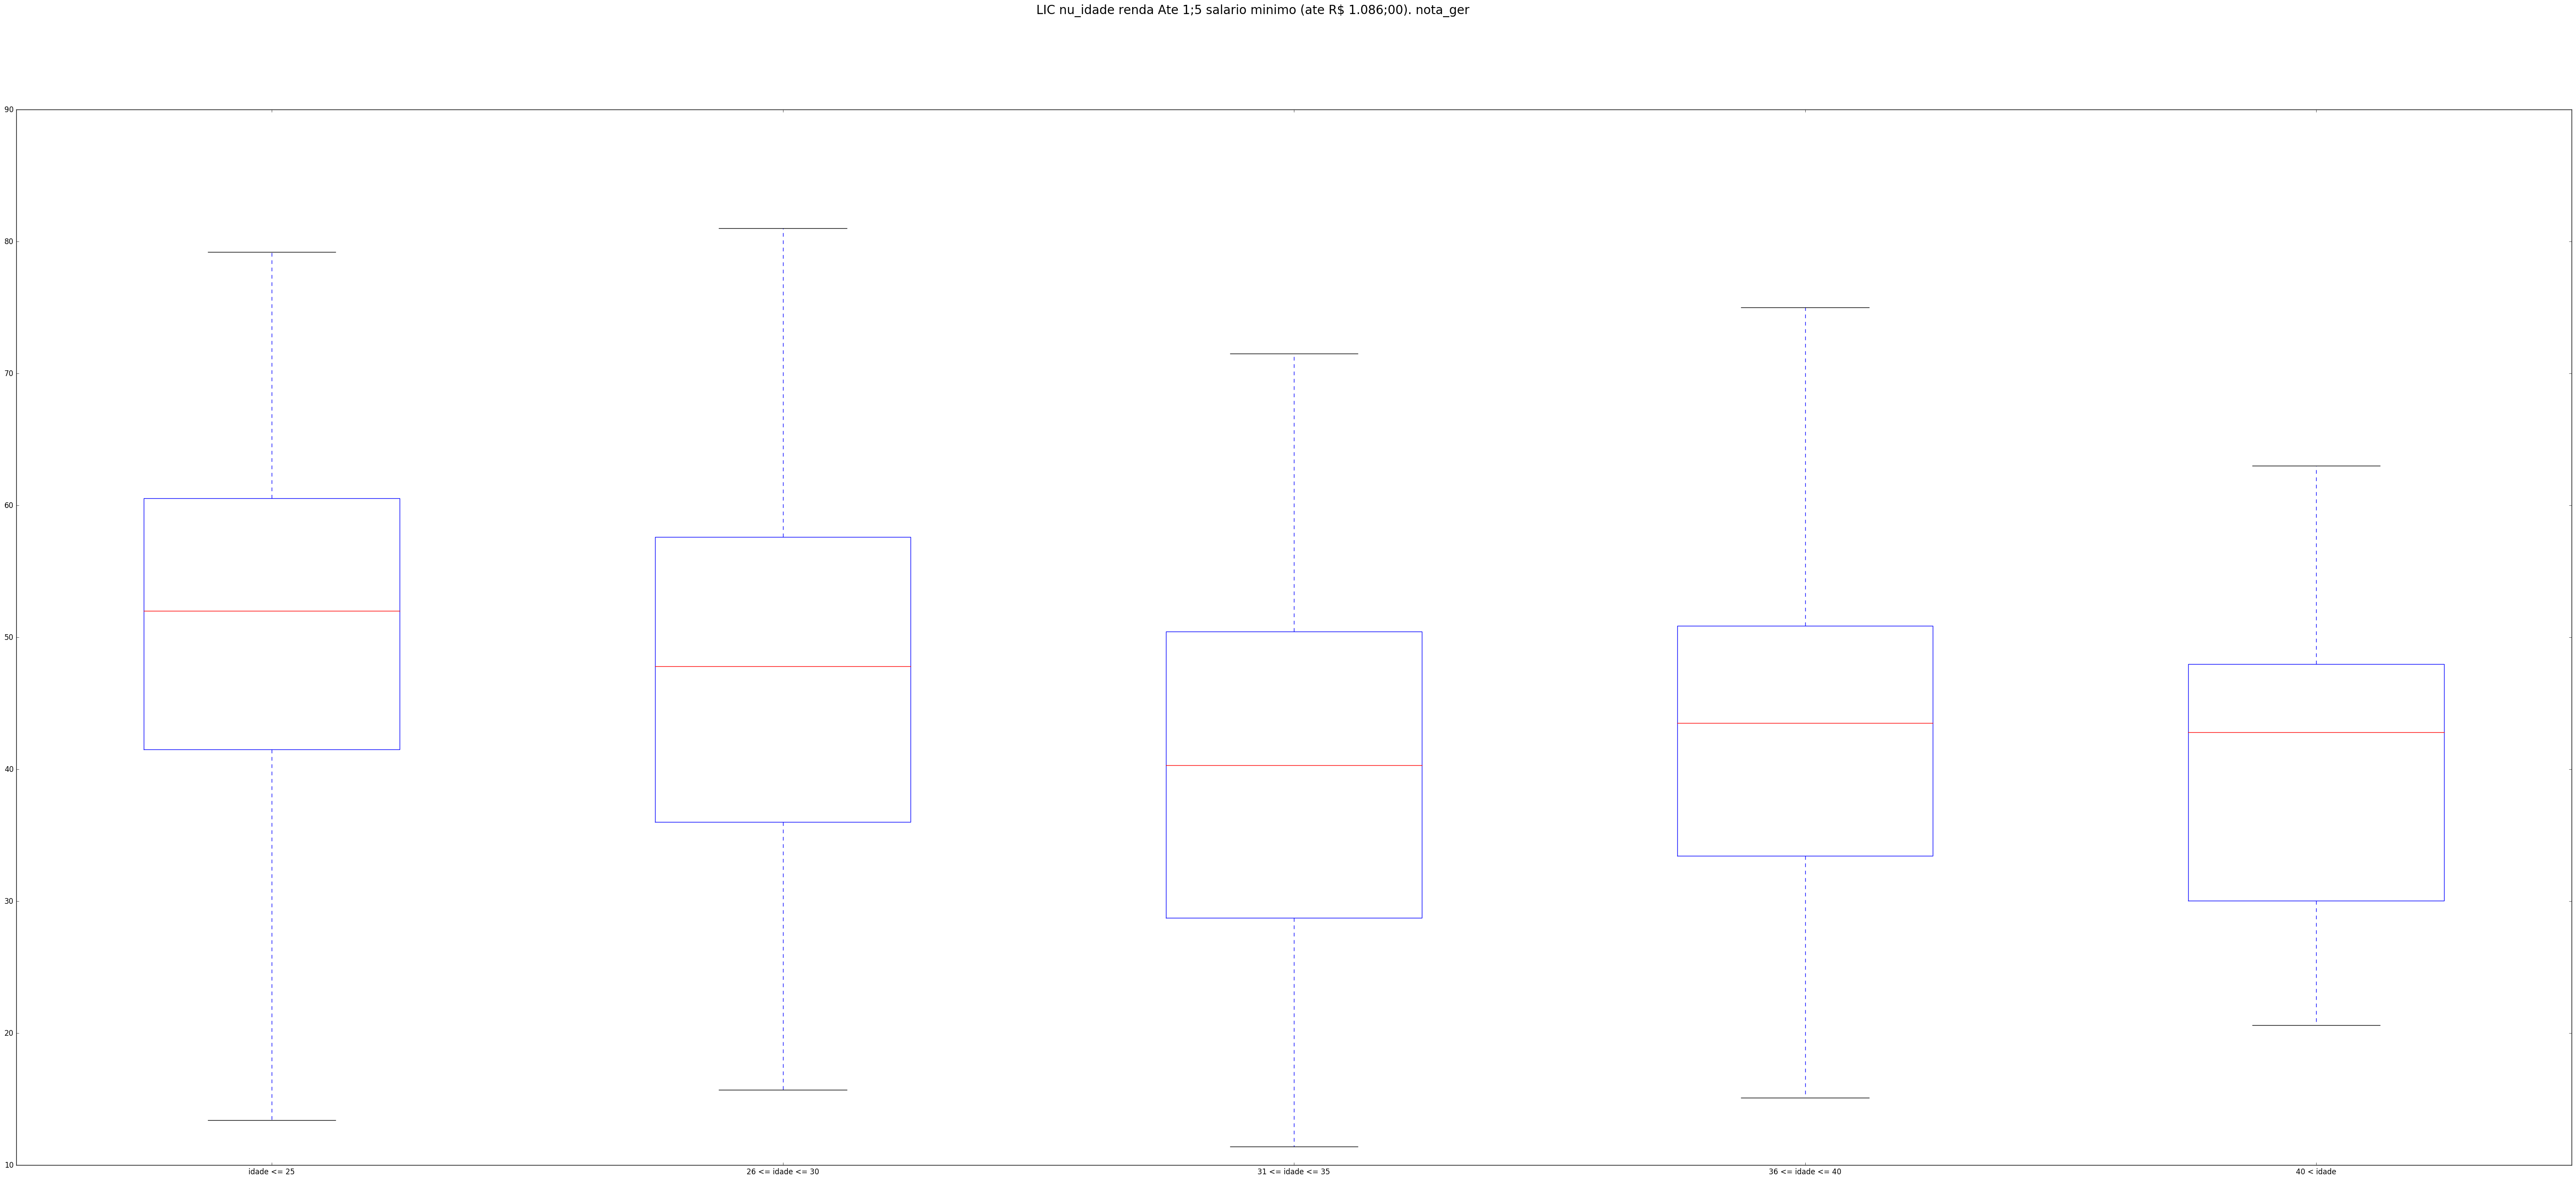 LIC nu_idade renda Ate 1;5 salario minimo (ate R$ 1.086;00). nota_ger
90
80
70
60
50
40
30
20
10
idade <= 25
26 <= idade <= 30
31 <= idade <= 35
36 <= idade <= 40
40 < idade